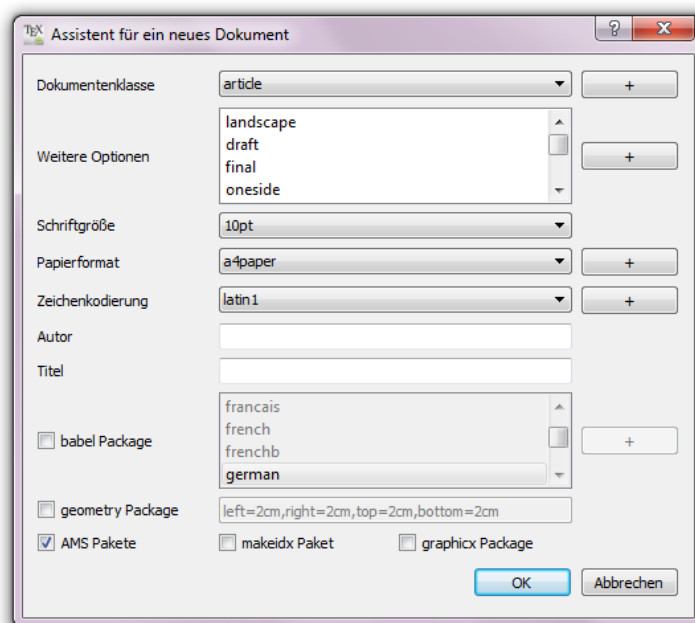 TEX Assistent für ein neues Dokument ?
Dokumentenklasse article +
Weitere Optionen +
landscape
draft
final
oneside
Schriftgröße 10pt
Papierformat a4paper +
Zeichenkodierung latin1 +
Autor
Titel
babel Package +
francais
french
frenchb
german
geometry Package left=2cm,right=2cm,top=2cm,bottom=2cm
AMS Pakete makeidx Paket graphicx Package
OK Abbrechen